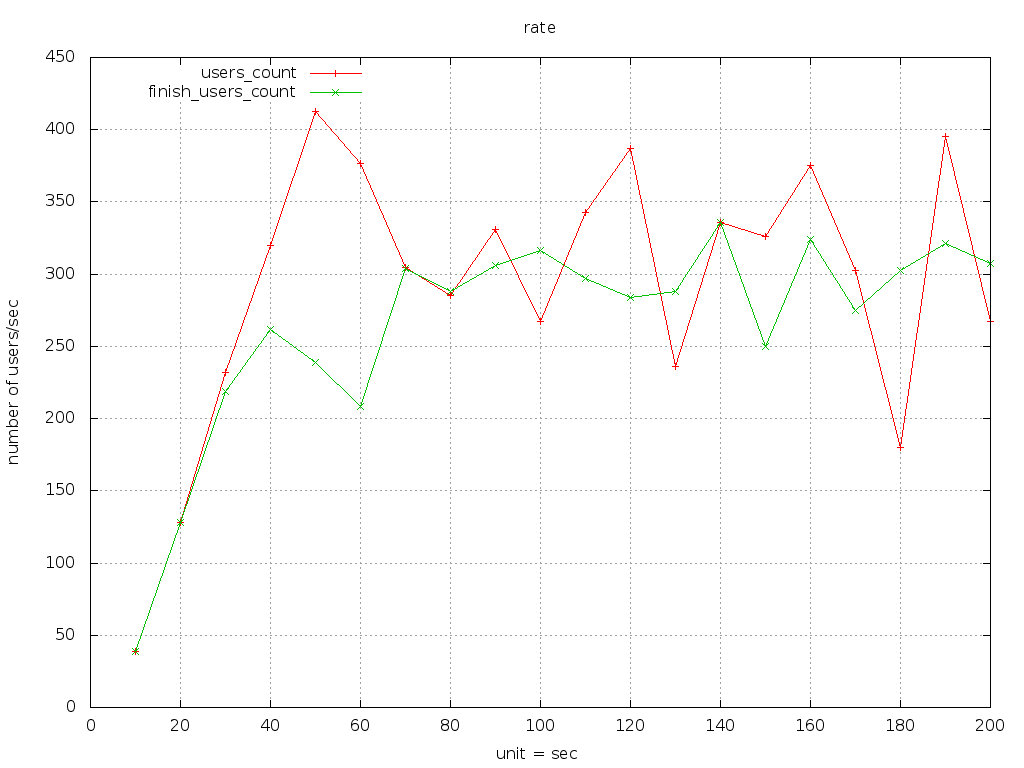 rate
450
400
350
300
250
200
150
100
50
0
users_count
finish_users_count
number of users/sec
0 20 40 60 80 100 120 140 160 180 200
unit = sec